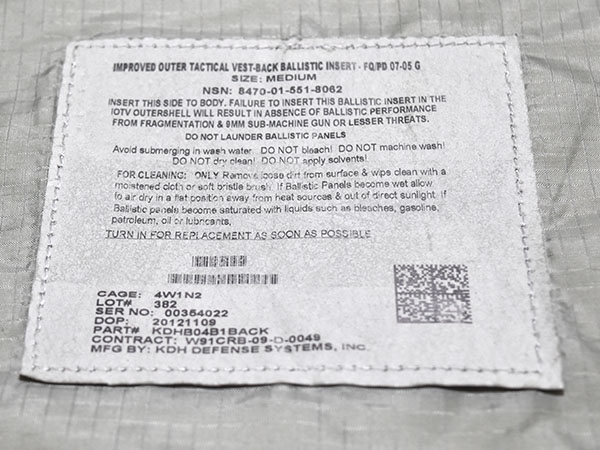 IMPROVED OUTER TACTICAL VEST-BACK BALLISTIC INSERT - FQ/PD 07-05 G
SIZE: MEDIUM
NSN: 8470-01-551-8062
INSERT THIS SIDE TO BODY. FAILURE TO INSERT THIS BALLISTIC INSERT IN THE
IOTV OUTERSHELL WILL RESULT IN ABSENCE OF BALLISTIC PERFORMANCE
FROM FRAGMENTATION & 9MM SUB-MACHINE GUN OR LESSER THREATS.
DO NOT LAUNDER BALLISTIC PANELS
Avoid submerging in wash water DO NOT bleach! DO NOT machine wash!
DO NOT dry clean! DO NOT apply solvents!
FOR CLEANING: ONLY Remove loose dirt from surface & wipe clean with a
moistened cloth or soft bristle brush. If Ballistic Panels become wet allow
to air dry in a flat position away from heat sources & out of direct sunlight. If
Ballistic panels become saturated with liquids such as bleaches, gasoline,
petroleum, oil or lubricants,
TURN IN FOR REPLACEMENT AS SOON AS POSSIBLE
CAGE: 4W1N2
LOT# 382
SER NO: 00354022
DOP: 20121109
PART# KDHB04B1BACK
CONTRACT: W91CRB-09-D-0049
MFG BY: KDH DEFENSE SYSTEMS, INC.